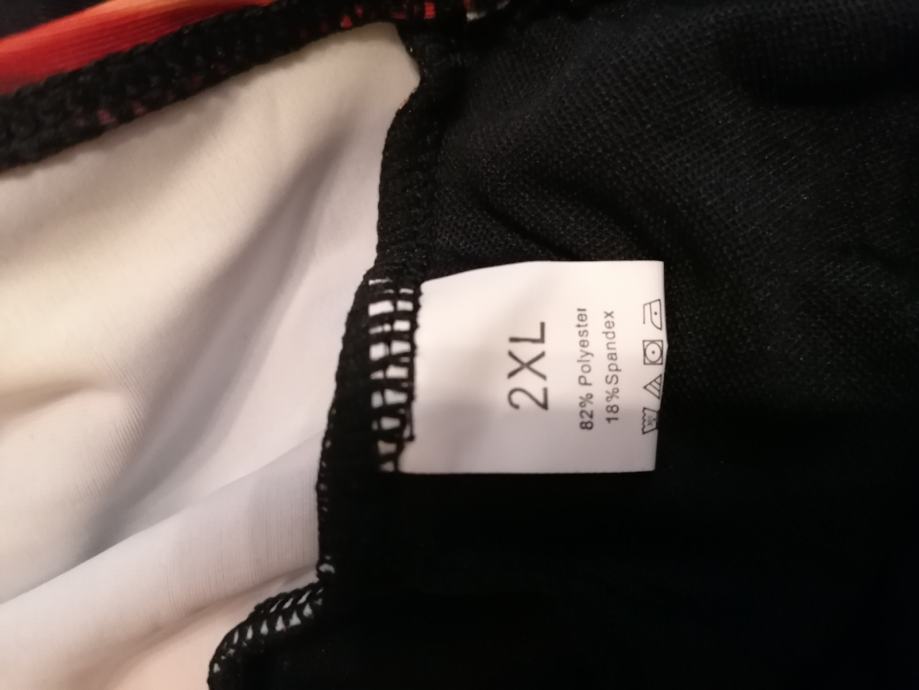 2XL
82% Polyester
18%Spandex